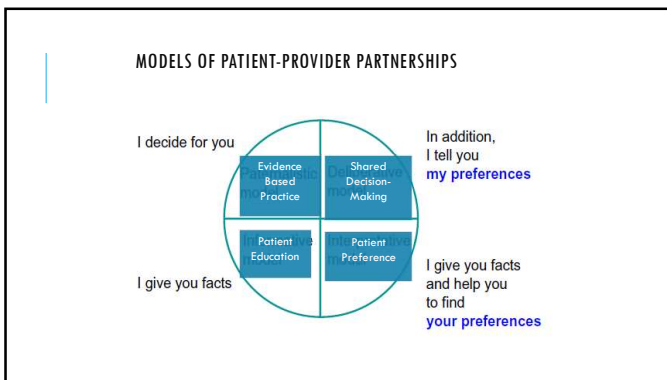 MODELS OF PATIENT-PROVIDER PARTNERSHIPS
I decide for you
Evidence
Based
Practice
Shared
Decision-
Making
In addition,
I tell you
my preferences
Patient
Education
Patient
Preference
I give you facts
I give you facts
and help you
to find
your preferences